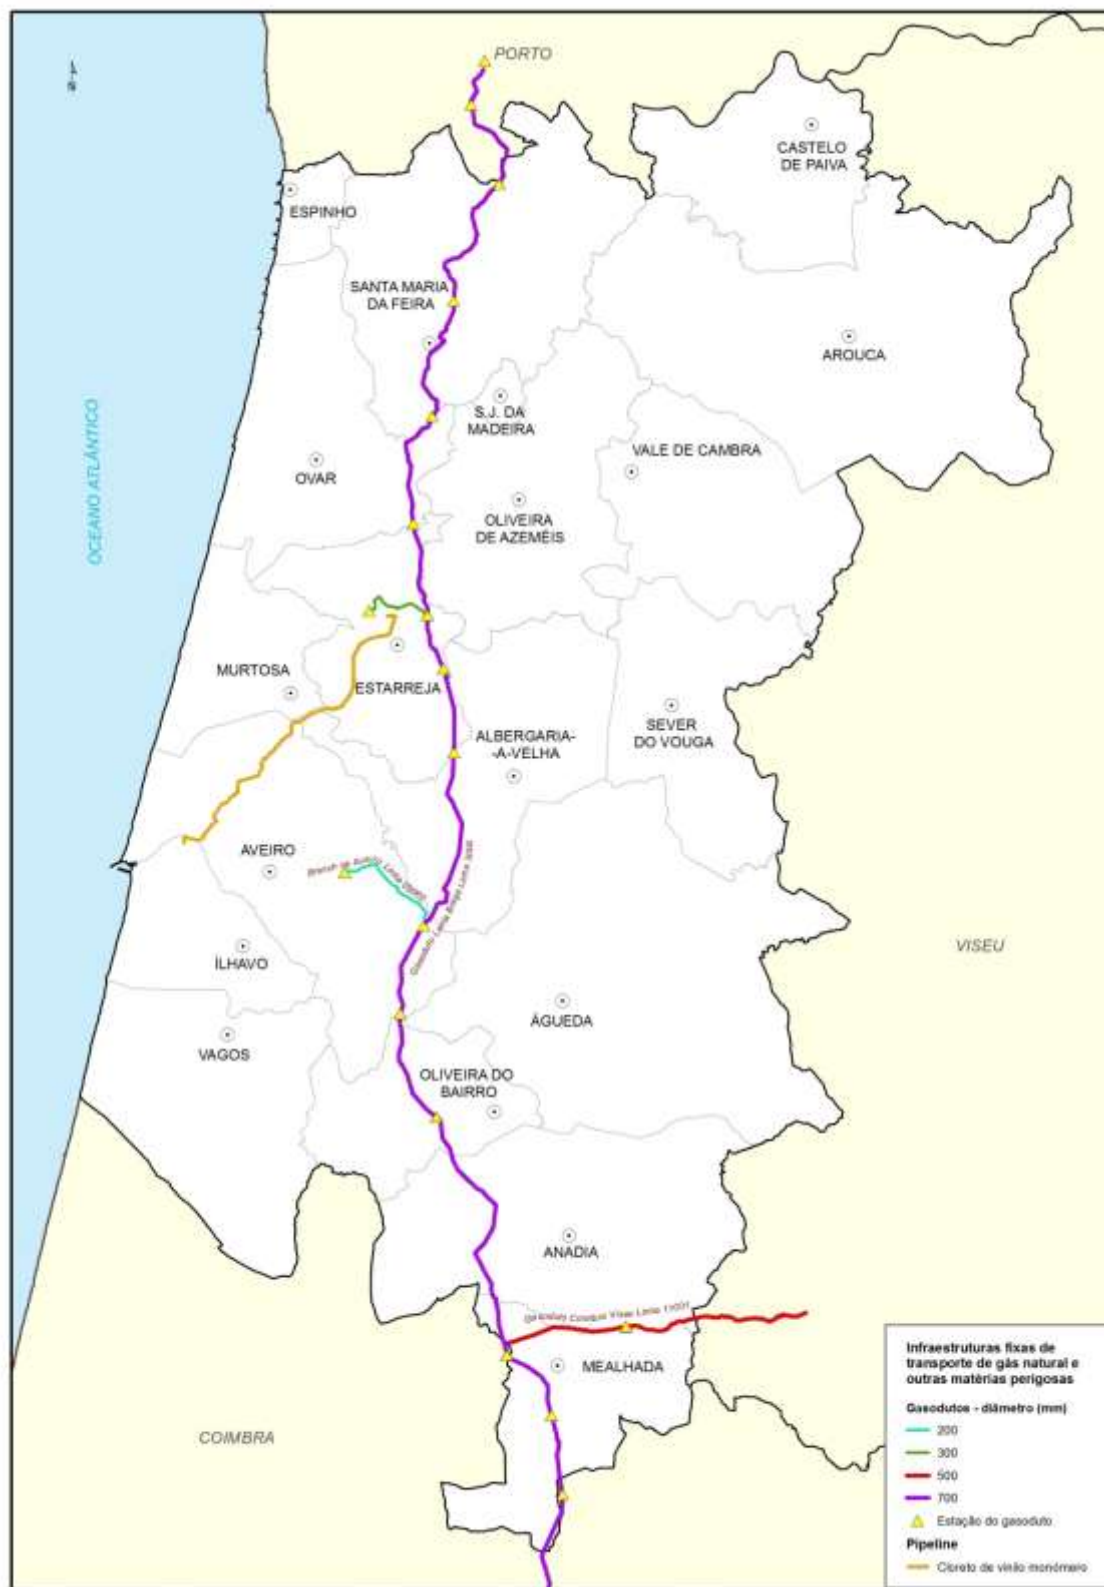 PORTO
CASTELO
DE PAIVA
ESPINHO
SANTA MARIA
DA FEIRA
AROUCA
S.J. DA
MADEIRA
VALE DE CAMBRA
OVAR
OCEANO ATLÂNTICO
OLIVEIRA
DE AZEMÉIS
MURTOSA
ESTARREJA
SEVER
DO VOUGA
ALBERGARIA-
-A-VELHA
AVEIRO
ÍLHAVO
VISEU
ÁGUEDA
VAGOS
OLIVEIRA DO
BAIRRO
ANADIA
MEALHADA
COIMBRA
Infraestruturas fixas de
transporte de gás natural e
outras matérias perigosas
Gasodutos - diâmetro (mm)
200
300
500
700
Estação do gasoduto
Pipeline
Cloreto de vinilo monómero